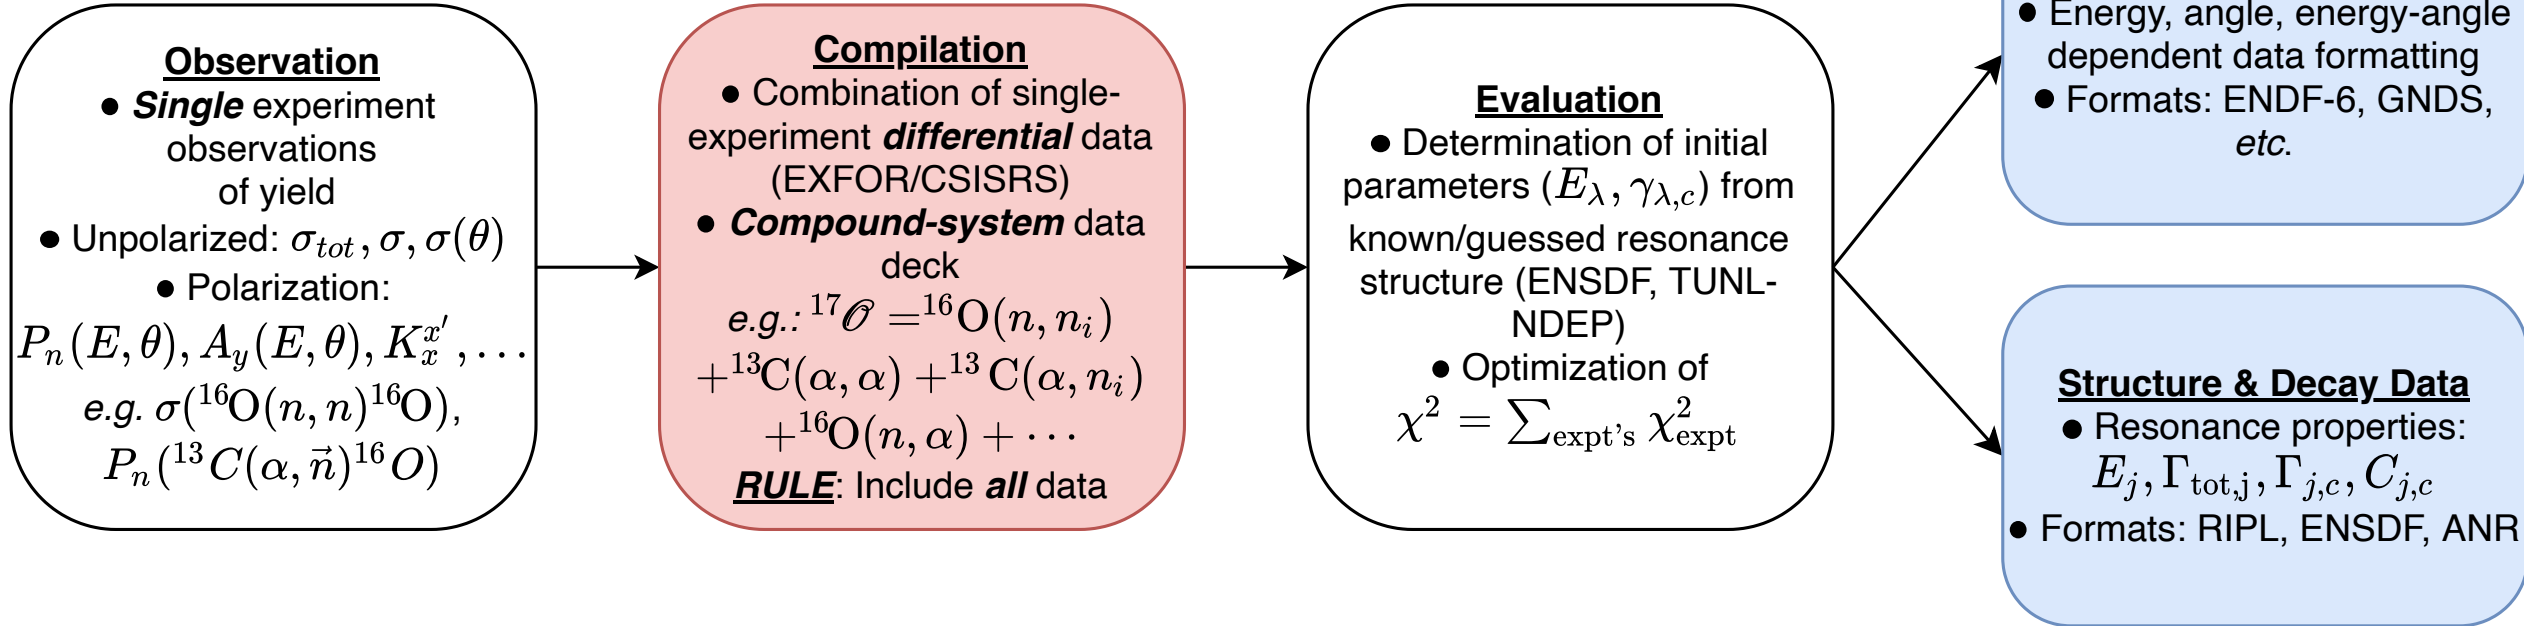 Observation
● Single experiment
observations
of yield
● Unpolarized: σ_tot, σ, σ(θ)
● Polarization:
P_n(E, θ), A_y(E, θ), K_x^x′, ...
e.g. σ(¹⁶O(n, n)¹⁶O),
P_n(¹³C(α, n⃗)¹⁶O)
Compilation
● Combination of single-
experiment differential data
(EXFOR/CSISRS)
● Compound-system data
deck
e.g.: ¹⁷𝒪 =¹⁶O(n, n_i)
+¹³C(α, α) +¹³C(α, n_i)
+¹⁶O(n, α) + ⋯
RULE: Include all data
Evaluation
● Determination of initial
parameters (E_λ, γ_λ,c) from
known/guessed resonance
structure (ENSDF, TUNL-
NDEP)
● Optimization of
χ² = ∑_expt's χ²_expt
● Energy, angle, energy-angle
dependent data formatting
● Formats: ENDF-6, GNDS,
etc.
Structure & Decay Data
● Resonance properties:
E_j, Γ_tot,j, Γ_j,c, C_j,c
● Formats: RIPL, ENSDF, ANR